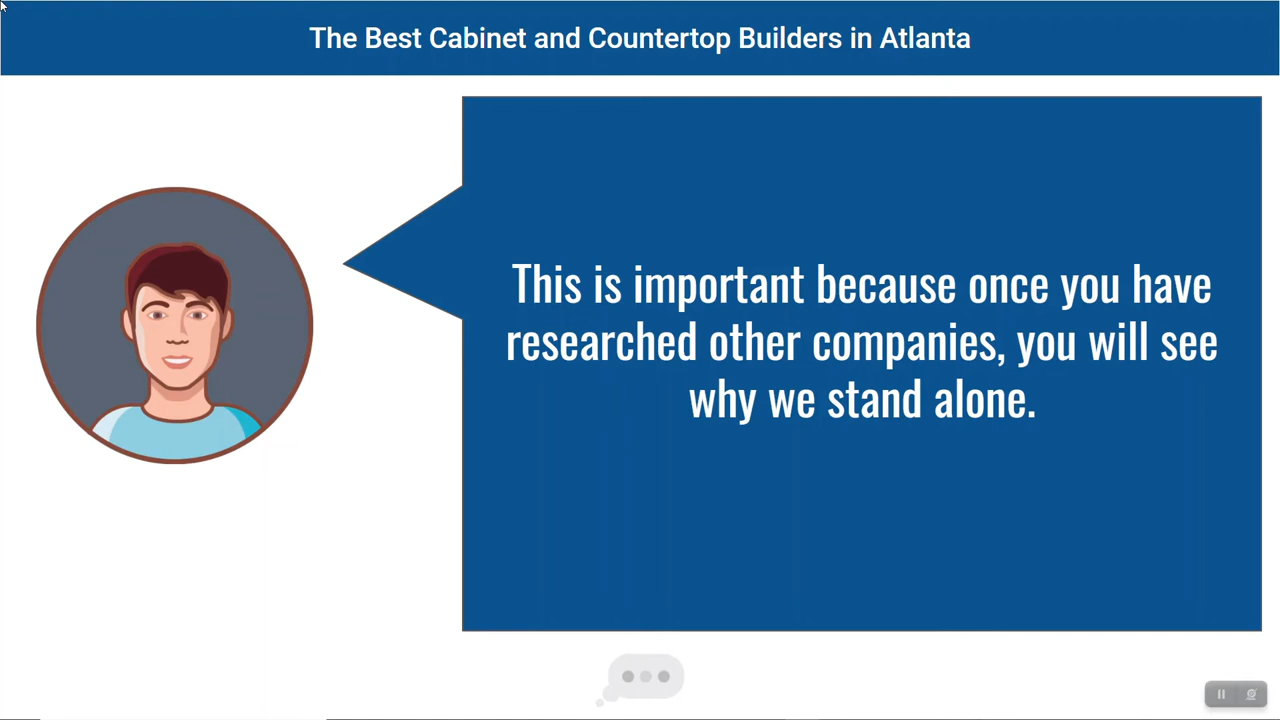 The Best Cabinet and Countertop Builders in Atlanta
This is important because once you have
researched other companies, you will see
why we stand alone.